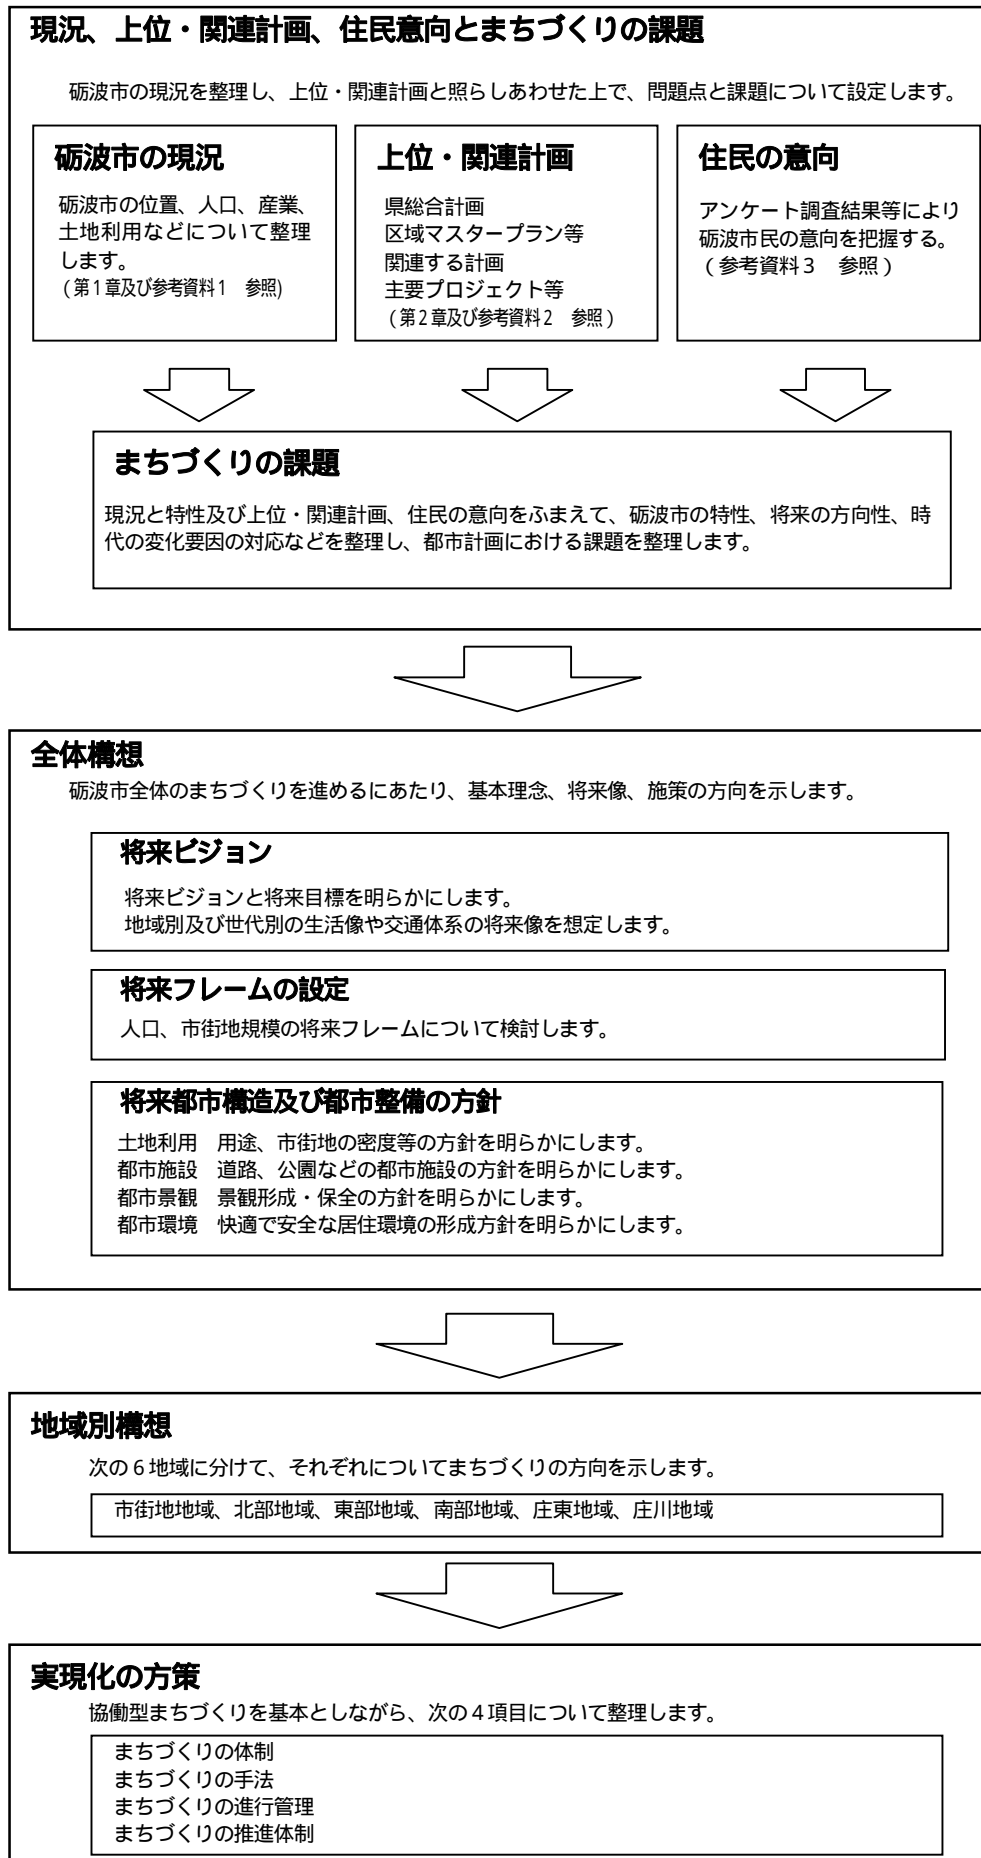 現況、上位・関連計画、住民意向とまちづくりの課題
砺波市の現況を整理し、上位・関連計画と照らしあわせた上で、問題点と課題について設定します。
砺波市の現況
砺波市の位置、人口、産業、
土地利用などについて整理
します。
(第1章及び参考資料1　参照)
上位・関連計画
県総合計画
区域マスタープラン等
関連する計画
主要プロジェクト等
（第2章及び参考資料2　参照）
住民の意向
アンケート調査結果等により
砺波市民の意向を把握する。
（参考資料3　参照）
まちづくりの課題
現況と特性及び上位・関連計画、住民の意向をふまえて、砺波市の特性、将来の方向性、時
代の変化要因の対応などを整理し、都市計画における課題を整理します。
全体構想
砺波市全体のまちづくりを進めるにあたり、基本理念、将来像、施策の方向を示します。
将来ビジョン
将来ビジョンと将来目標を明らかにします。
地域別及び世代別の生活像や交通体系の将来像を想定します。
将来フレームの設定
人口、市街地規模の将来フレームについて検討します。
将来都市構造及び都市整備の方針
土地利用　用途、市街地の密度等の方針を明らかにします。
都市施設　道路、公園などの都市施設の方針を明らかにします。
都市景観　景観形成・保全の方針を明らかにします。
都市環境　快適で安全な居住環境の形成方針を明らかにします。
地域別構想
次の6地域に分けて、それぞれについてまちづくりの方向を示します。
市街地地域、北部地域、東部地域、南部地域、庄東地域、庄川地域
実現化の方策
協働型まちづくりを基本としながら、次の4項目について整理します。
まちづくりの体制
まちづくりの手法
まちづくりの進行管理
まちづくりの推進体制